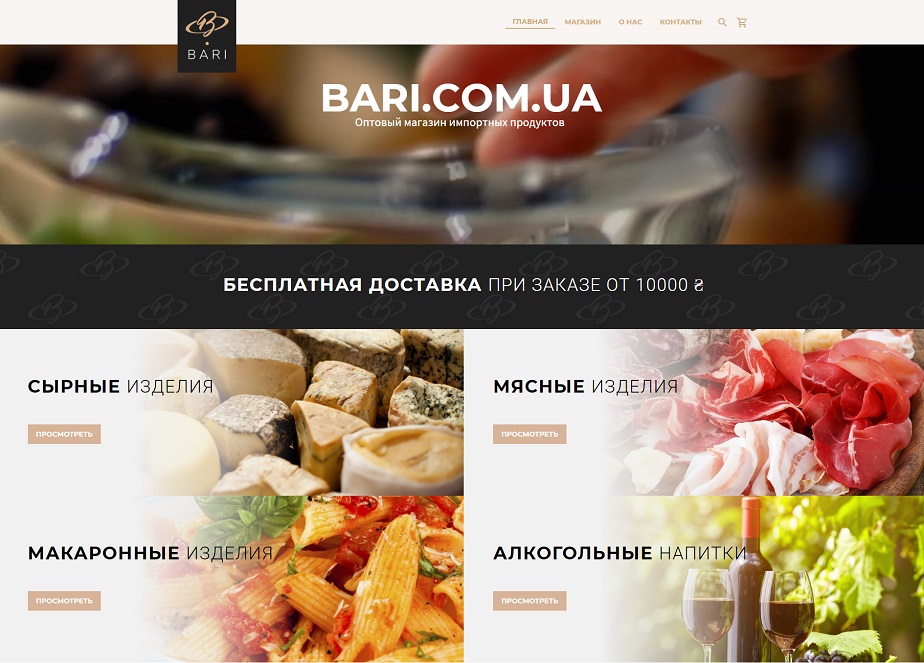 BARI
ГЛАВНАЯ МАГАЗИН О НАС КОНТАКТЫ
BARI.COM.UA
Оптовый магазин импортных продуктов
БЕСПЛАТНАЯ ДОСТАВКА ПРИ ЗАКАЗЕ ОТ 10000 ₴
СЫРНЫЕ ИЗДЕЛИЯ
ПРОСМОТРЕТЬ
МЯСНЫЕ ИЗДЕЛИЯ
ПРОСМОТРЕТЬ
МАКАРОННЫЕ ИЗДЕЛИЯ
ПРОСМОТРЕТЬ
АЛКОГОЛЬНЫЕ НАПИТКИ
ПРОСМОТРЕТЬ